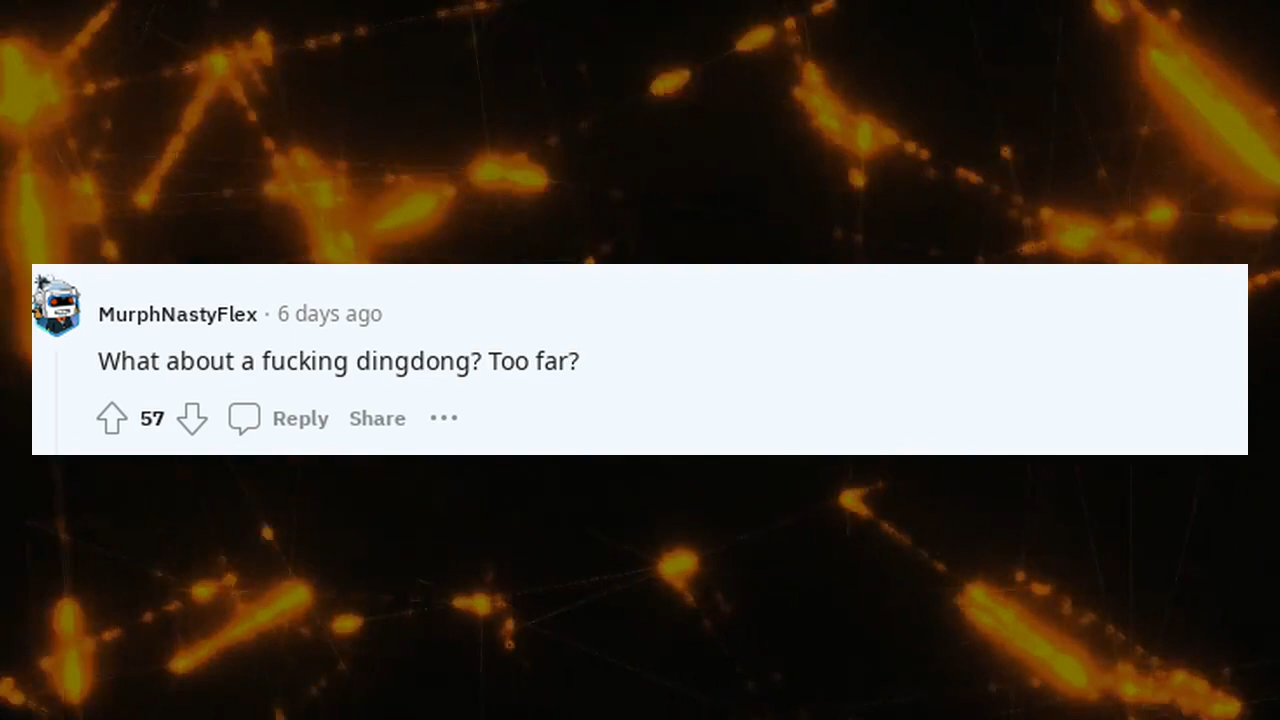 MurphNastyFlex · 6 days ago
What about a fucking dingdong? Too far?
57 Reply Share ···